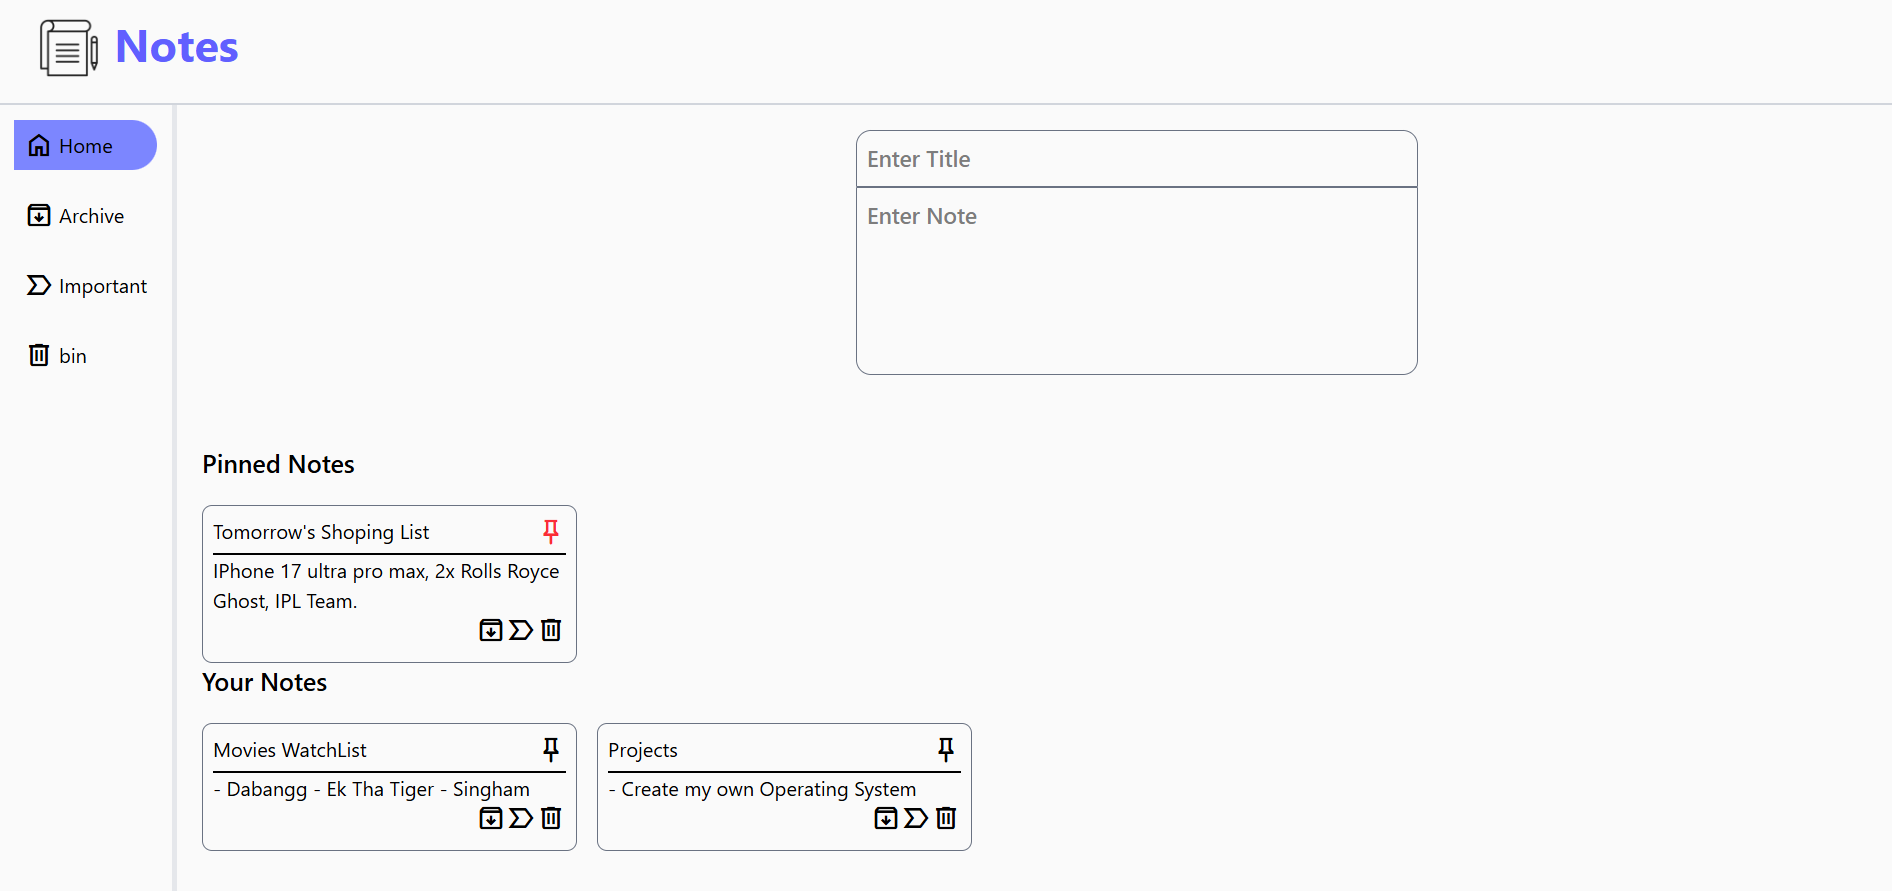 Notes
Home
Archive
Important
bin
Enter Title
Enter Note
Pinned Notes
Tomorrow's Shoping List
IPhone 17 ultra pro max, 2x Rolls Royce
Ghost, IPL Team.
Your Notes
Movies WatchList
- Dabangg - Ek Tha Tiger - Singham
Projects
- Create my own Operating System